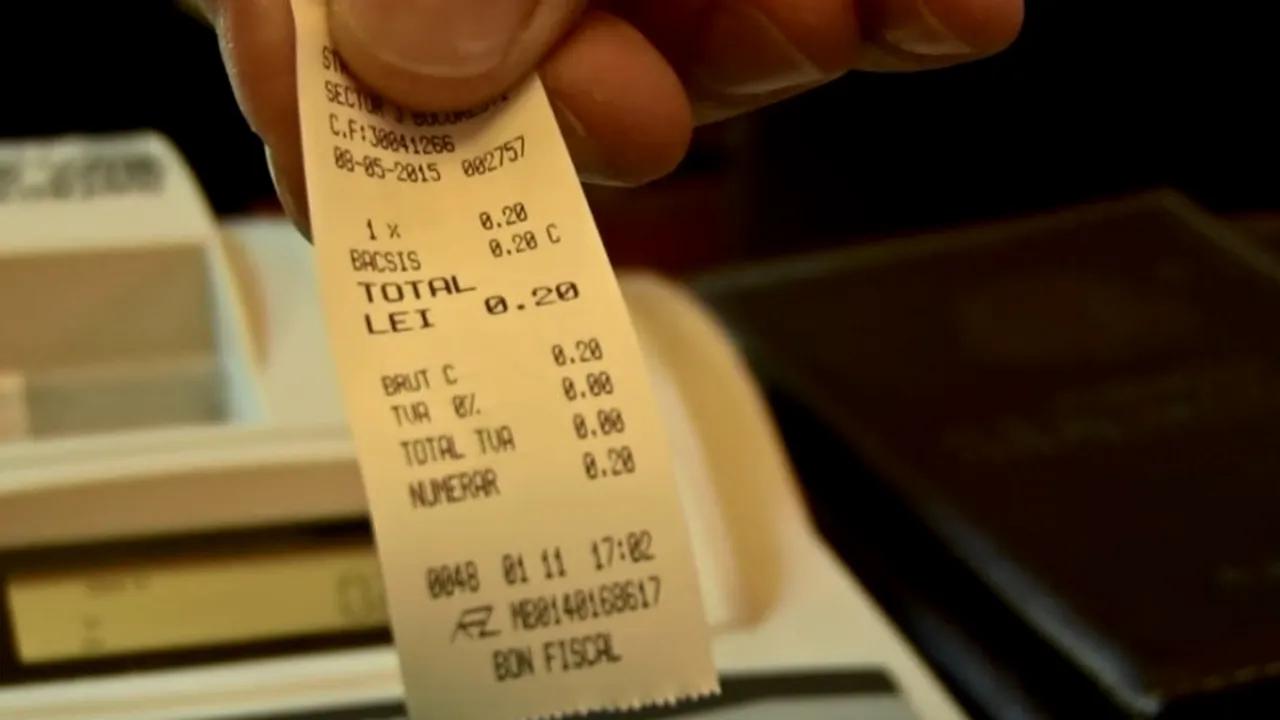 SECTOR 3 BUCURESTI
C.F:30041266
08-05-2015 002757
1 X 0.20
BACSIS 0.20 C
TOTAL
LEI 0.20
BRUT C 0.20
TVA 0% 0.00
TOTAL TVA 0.00
NUMERAR 0.20
0048 01 11 17:02
MB0140168617
BON FISCAL